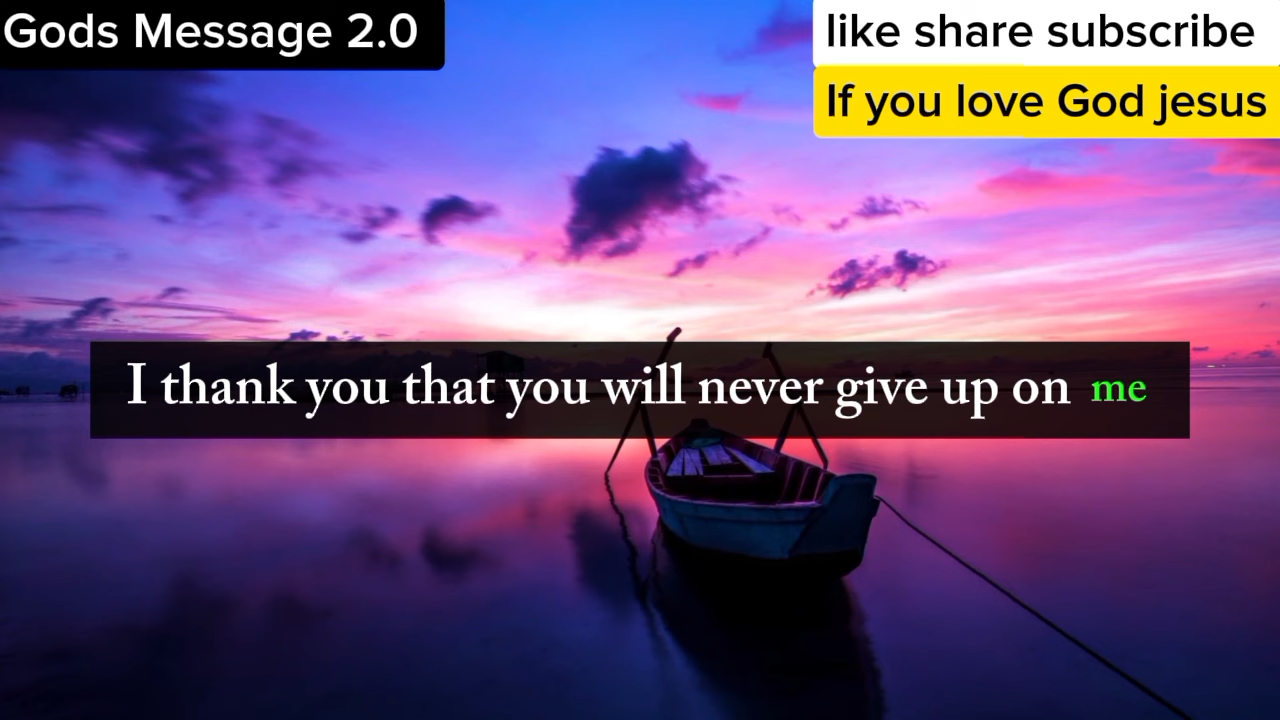 Gods Message 2.0
like share subscribe
If you love God jesus
I thank you that you will never give up on me